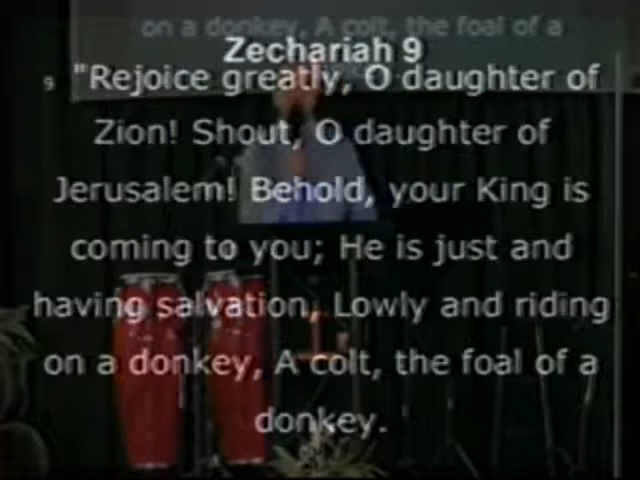 on a donkey, A colt, the foal of a
Zechariah 9
9 "Rejoice greatly, O daughter of
Zion! Shout, O daughter of
Jerusalem! Behold, your King is
coming to you; He is just and
having salvation, Lowly and riding
on a donkey, A colt, the foal of a
donkey.